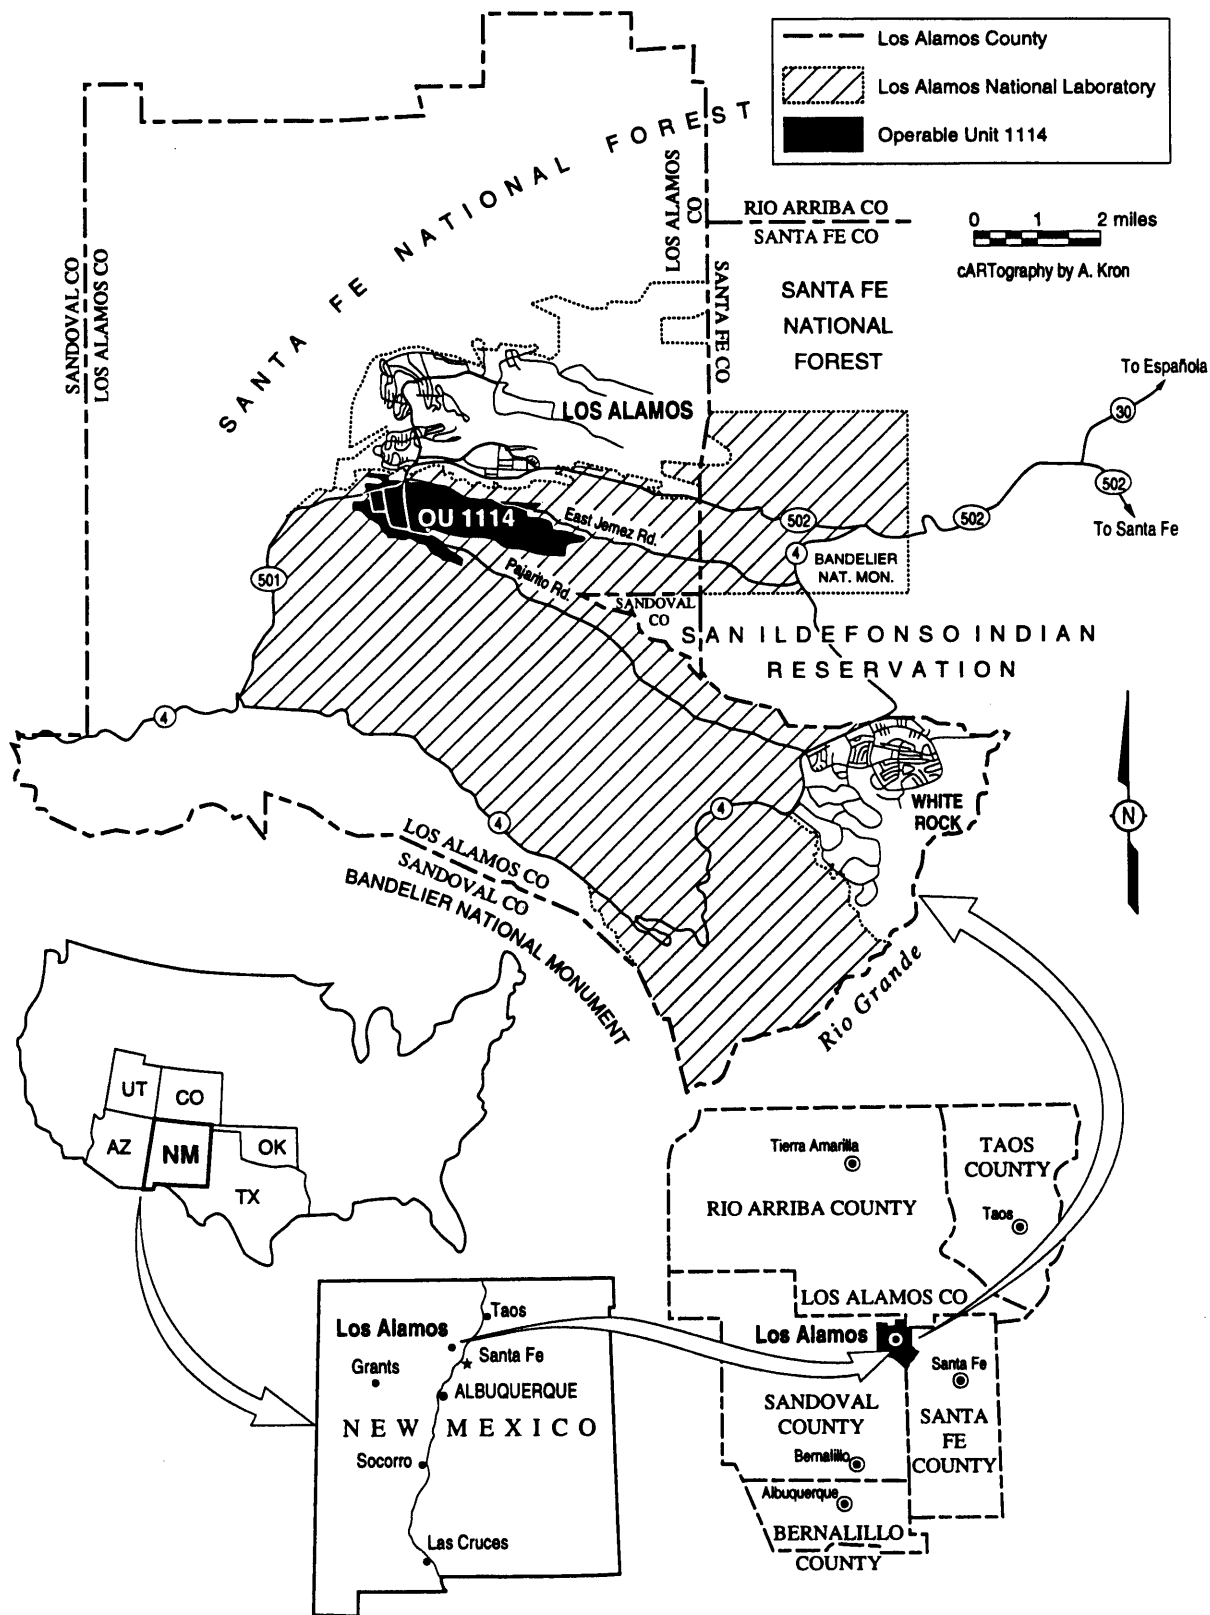 Los Alamos County
Los Alamos National Laboratory
Operable Unit 1114
0 1 2 miles
cARTography by A. Kron
SANTA FE NATIONAL FOREST
LOS ALAMOS
CO
SANTA FE CO
RIO ARRIBA CO
SANTA FE CO
SANDOVAL CO
LOS ALAMOS CO
SANTA FE
NATIONAL
FOREST
To Española
30
LOS ALAMOS
502
To Santa Fe
502
502
OU 1114
East Jemez Rd.
4
BANDELIER
NAT. MON.
501
Pajarito Rd.
SANDOVAL
CO
SAN ILDEFONSO INDIAN
RESERVATION
4
WHITE
ROCK
4
4
N
LOS ALAMOS CO
SANDOVAL CO
BANDELIER NATIONAL MONUMENT
Rio Grande
UT
CO
AZ
NM
OK
TX
Tierra Amarilla
TAOS
COUNTY
RIO ARRIBA COUNTY
Taos
LOS ALAMOS CO
Los Alamos
Santa Fe
SANDOVAL
COUNTY
SANTA
FE
COUNTY
Bernalillo
Albuquerque
BERNALILLO
COUNTY
Taos
Los Alamos
Santa Fe
Grants
ALBUQUERQUE
NEW MEXICO
Socorro
Las Cruces